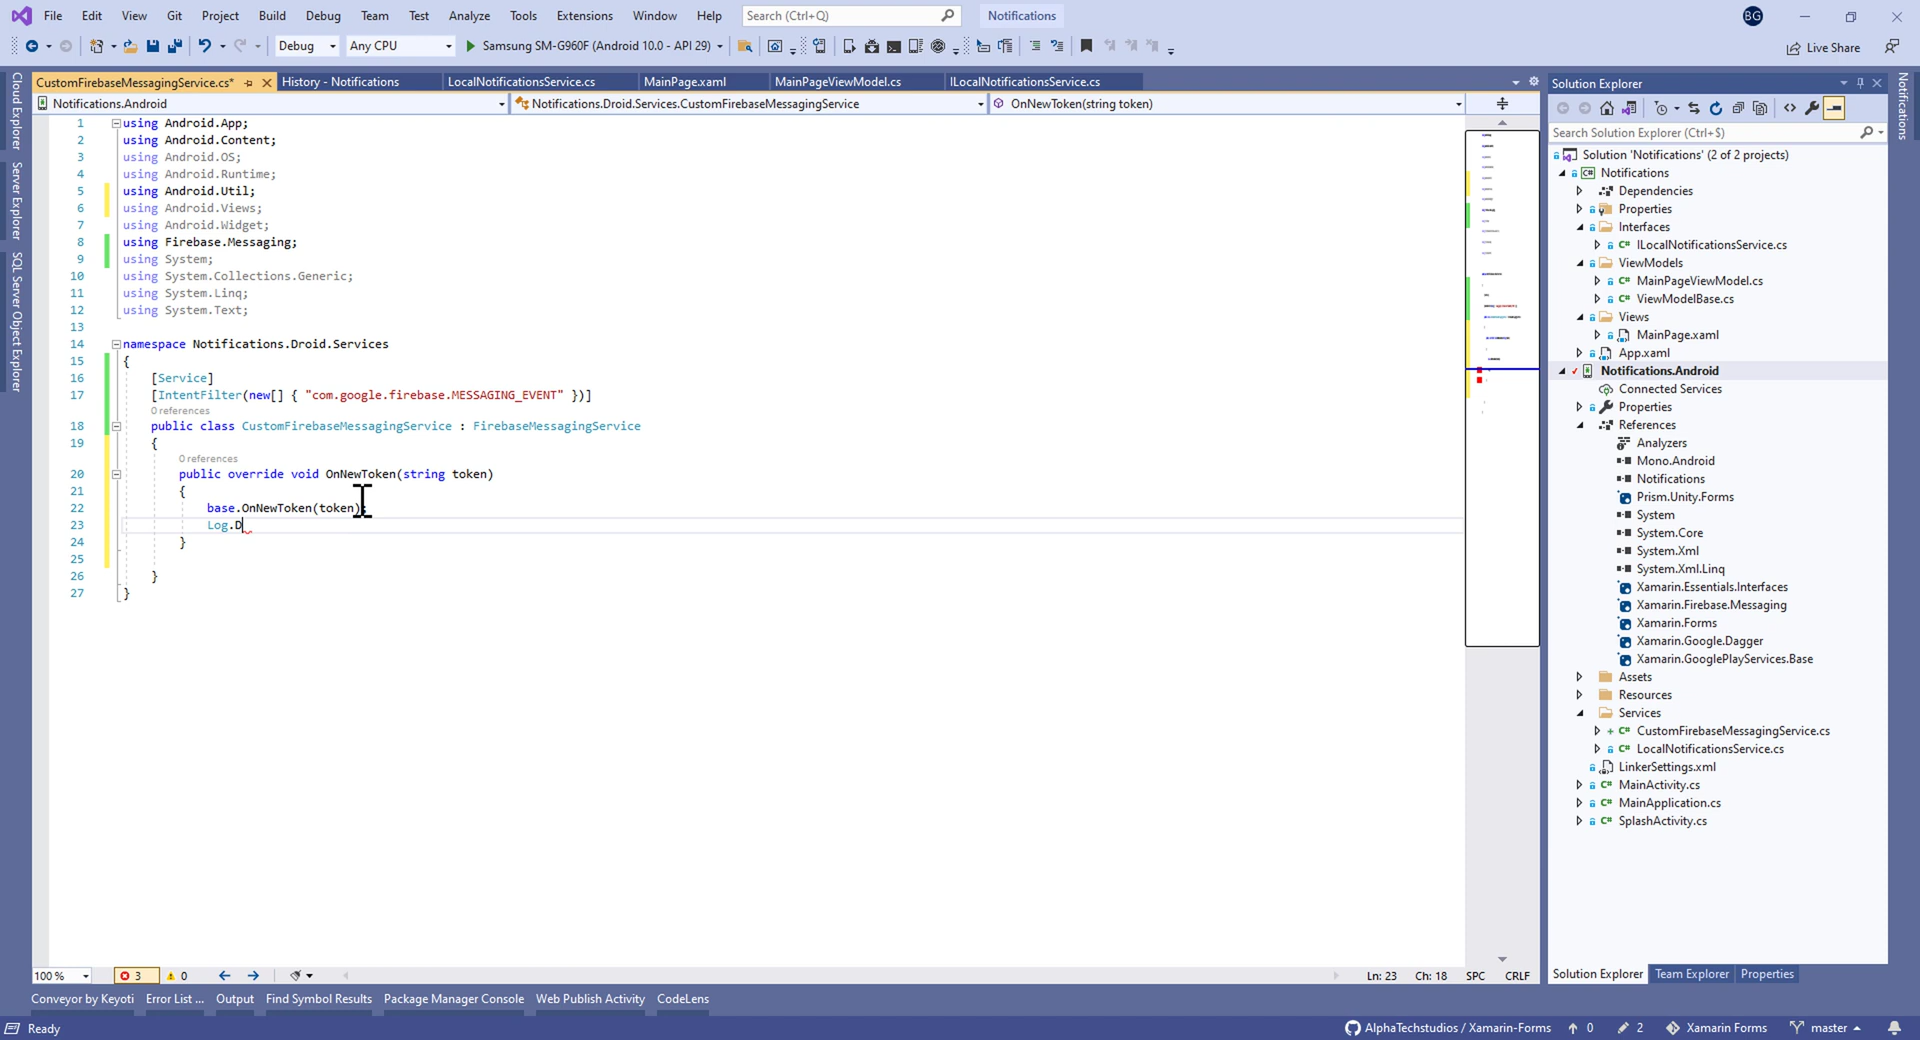 File Edit View Git Project Build Debug Team Test Analyze Tools Extensions Window Help Search (Ctrl+Q) Notifications BG
Debug Any CPU Samsung SM-G960F (Android 10.0 - API 29) Live Share
Cloud Explorer
Server Explorer
SQL Server Object Explorer
CustomFirebaseMessagingService.cs* History - Notifications LocalNotificationsService.cs MainPage.xaml MainPageViewModel.cs ILocalNotificationsService.cs
Notifications.Android Notifications.Droid.Services.CustomFirebaseMessagingService OnNewToken(string token)
1 using Android.App;
2 using Android.Content;
3 using Android.OS;
4 using Android.Runtime;
5 using Android.Util;
6 using Android.Views;
7 using Android.Widget;
8 using Firebase.Messaging;
9 using System;
10 using System.Collections.Generic;
11 using System.Linq;
12 using System.Text;
13
14 namespace Notifications.Droid.Services
15 {
16 [Service]
17 [IntentFilter(new[] { "com.google.firebase.MESSAGING_EVENT" })]
0 references
18 public class CustomFirebaseMessagingService : FirebaseMessagingService
19 {
0 references
20 public override void OnNewToken(string token)
21 {
22 base.OnNewToken(token);
23 Log.D
24 }
25
26 }
27 }
100 % 3 0 Ln: 23 Ch: 18 SPC CRLF
Solution Explorer
Search Solution Explorer (Ctrl+$)
Solution 'Notifications' (2 of 2 projects)
Notifications
Dependencies
Properties
Interfaces
C# ILocalNotificationsService.cs
ViewModels
C# MainPageViewModel.cs
C# ViewModelBase.cs
Views
MainPage.xaml
App.xaml
Notifications.Android
Connected Services
Properties
References
Analyzers
Mono.Android
Notifications
Prism.Unity.Forms
System
System.Core
System.Xml
System.Xml.Linq
Xamarin.Essentials.Interfaces
Xamarin.Firebase.Messaging
Xamarin.Forms
Xamarin.Google.Dagger
Xamarin.GooglePlayServices.Base
Assets
Resources
Services
C# CustomFirebaseMessagingService.cs
C# LocalNotificationsService.cs
LinkerSettings.xml
C# MainActivity.cs
C# MainApplication.cs
C# SplashActivity.cs
Solution Explorer Team Explorer Properties
Notifications
Conveyor by Keyoti Error List ... Output Find Symbol Results Package Manager Console Web Publish Activity CodeLens
Ready AlphaTechstudios / Xamarin-Forms 0 2 Xamarin Forms master